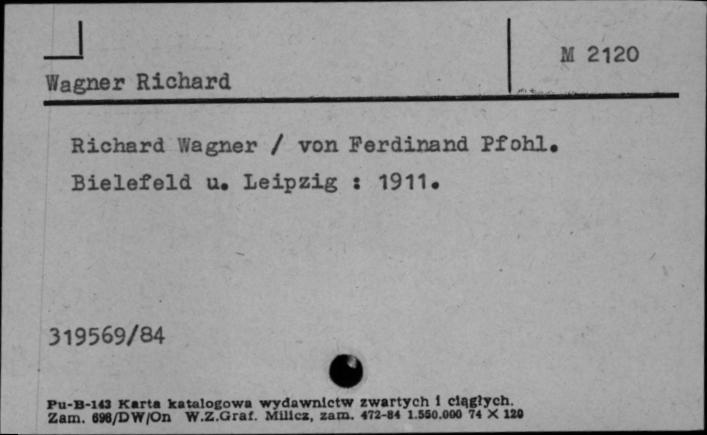 M 2120
Wagner Richard
Richard Wagner / von Ferdinand Pfohl.
Bielefeld u. Leipzig : 1911.
319569/84
Pu-B-143 Karta katalogowa wydawnictw zwartych i ciągłych.
Zam. 698/DW/On W.Z.Graf. Milicz, zam. 472-84 1.550.000 74 X 120